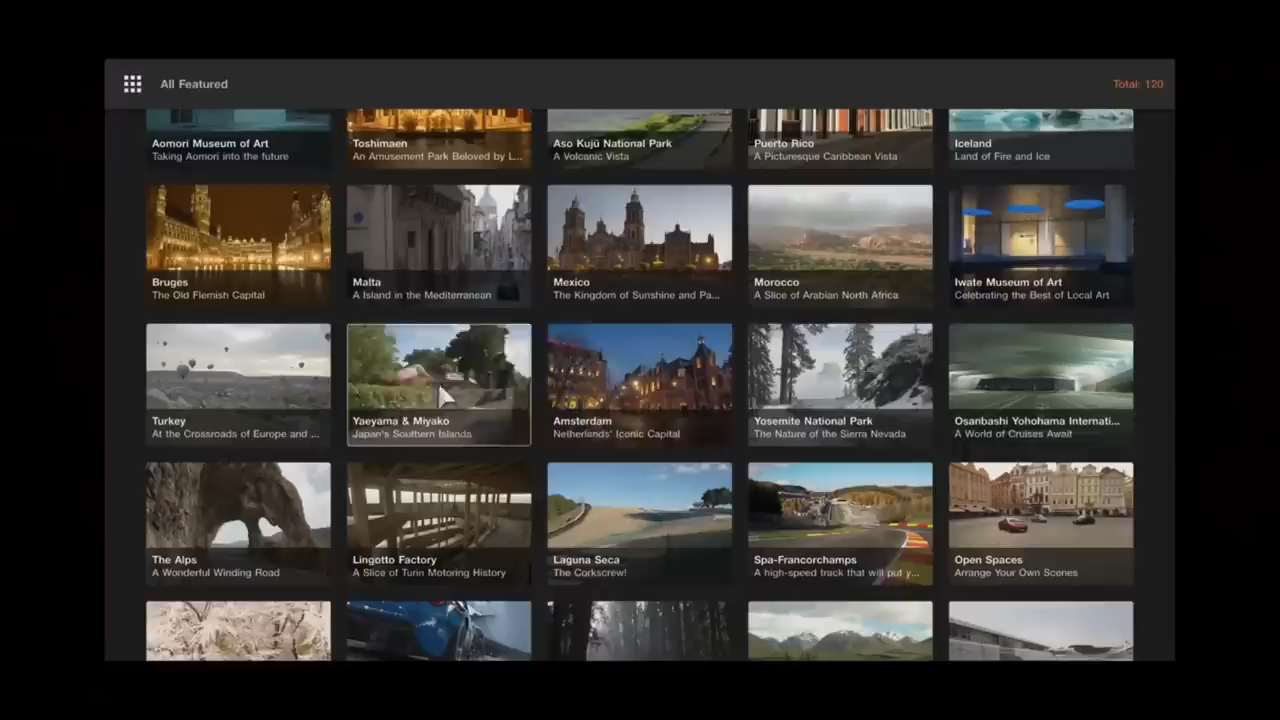 All Featured
Total: 120
Aomori Museum of Art
Taking Aomori into the future
Toshimaen
An Amusement Park Beloved by L...
Aso Kujū National Park
A Volcanic Vista
Puerto Rico
A Picturesque Caribbean Vista
Iceland
Land of Fire and Ice
Bruges
The Old Flemish Capital
Malta
A Island in the Mediterranean
Mexico
The Kingdom of Sunshine and Pa...
Morocco
A Slice of Arabian North Africa
Iwate Museum of Art
Celebrating the Best of Local Art
Turkey
At the Crossroads of Europe and ...
Yaeyama & Miyako
Japan's Southern Islands
Amsterdam
Netherlands' Iconic Capital
Yosemite National Park
The Nature of the Sierra Nevada
Osanbashi Yohohama Internati...
A World of Cruises Await
The Alps
A Wonderful Winding Road
Lingotto Factory
A Slice of Turin Motoring History
Laguna Seca
The Corkscrew!
Spa-Francorchamps
A high-speed track that will put y...
Open Spaces
Arrange Your Own Scenes